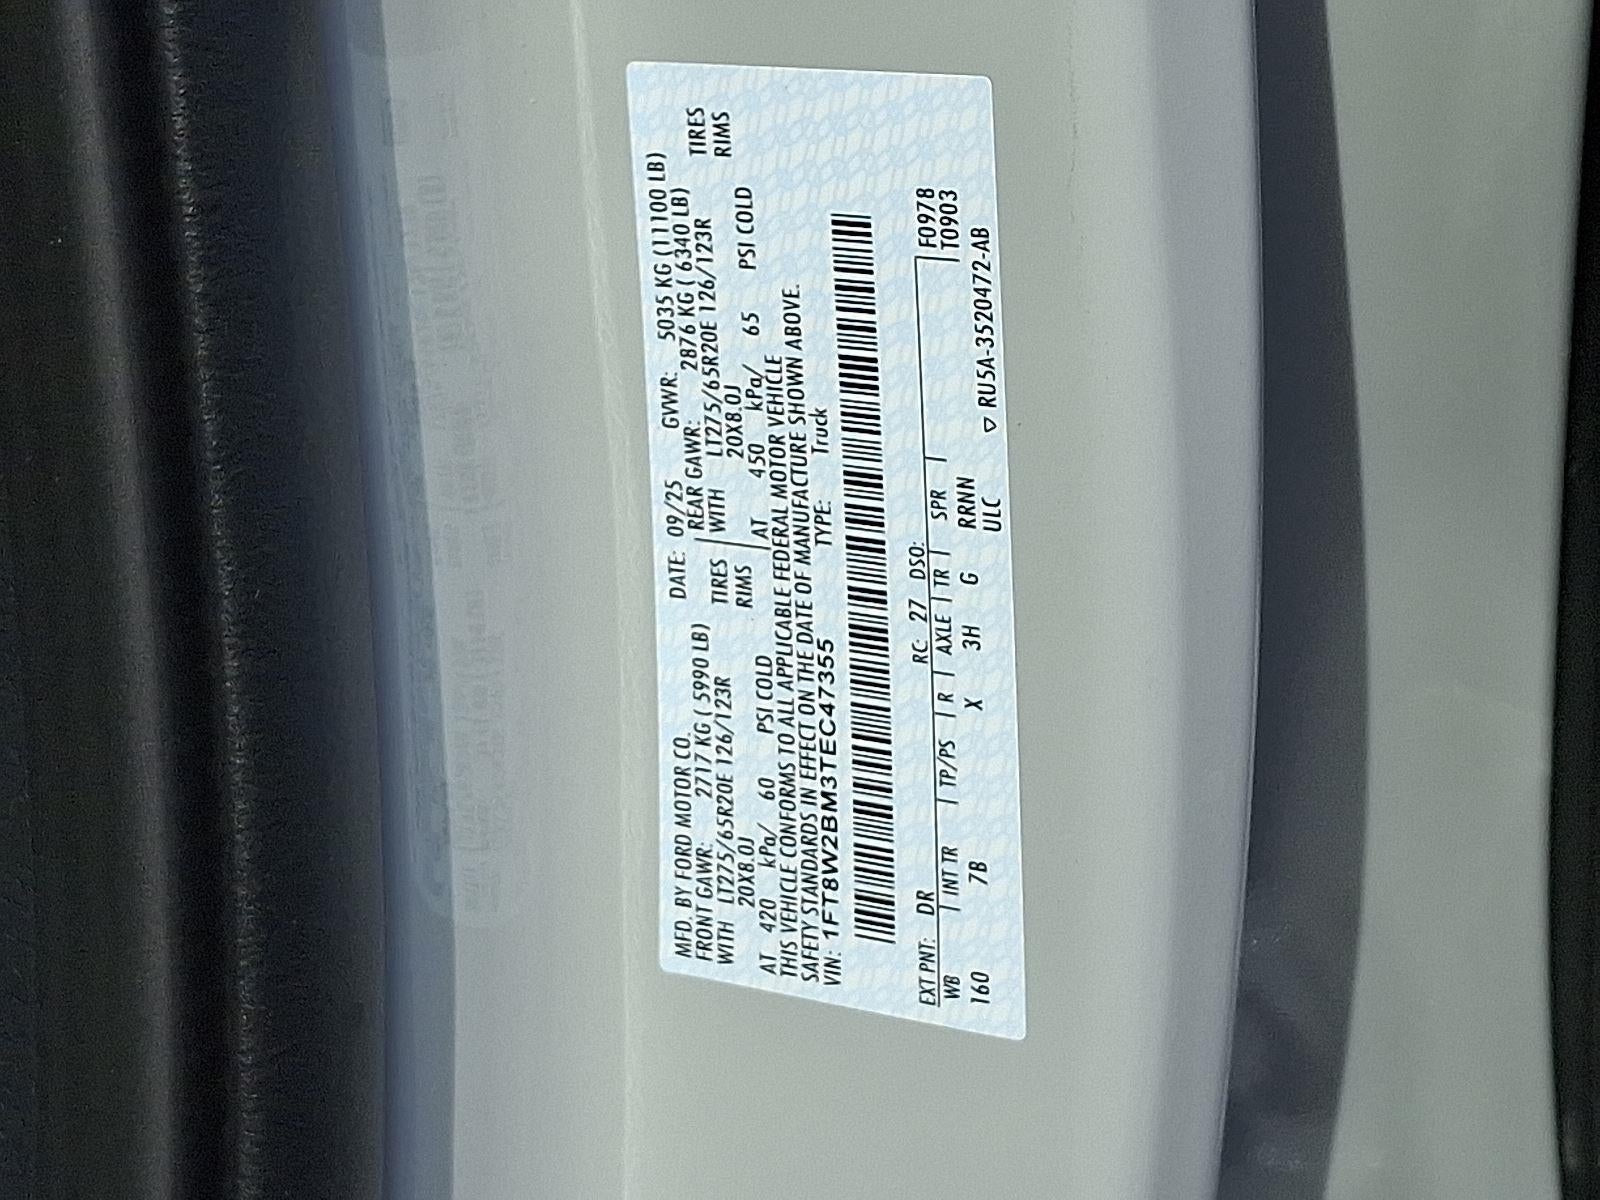 MFD. BY FORD MOTOR CO. DATE: 09/25 GVWR: 5035 KG (11100 LB)
FRONT GAWR: 2717 KG ( 5990 LB) REAR GAWR: 2876 KG ( 6340 LB)
WITH LT275/65R20E 126/123R TIRES WITH LT275/65R20E 126/123R TIRES
20X8.0J RIMS 20X8.0J RIMS
AT 420 kPa/ 60 PSI COLD AT 450 kPa/ 65 PSI COLD
THIS VEHICLE CONFORMS TO ALL APPLICABLE FEDERAL MOTOR VEHICLE
SAFETY STANDARDS IN EFFECT ON THE DATE OF MANUFACTURE SHOWN ABOVE.
VIN: 1FT8W2BM3TEC47355 TYPE: Truck
EXT PNT: DR RC: 27 DSO: F0978
WB INT TR TP/PS R AXLE TR SPR T0903
160 7B X 3H G RRNN
ULC ▽ RU5A-3520472-AB